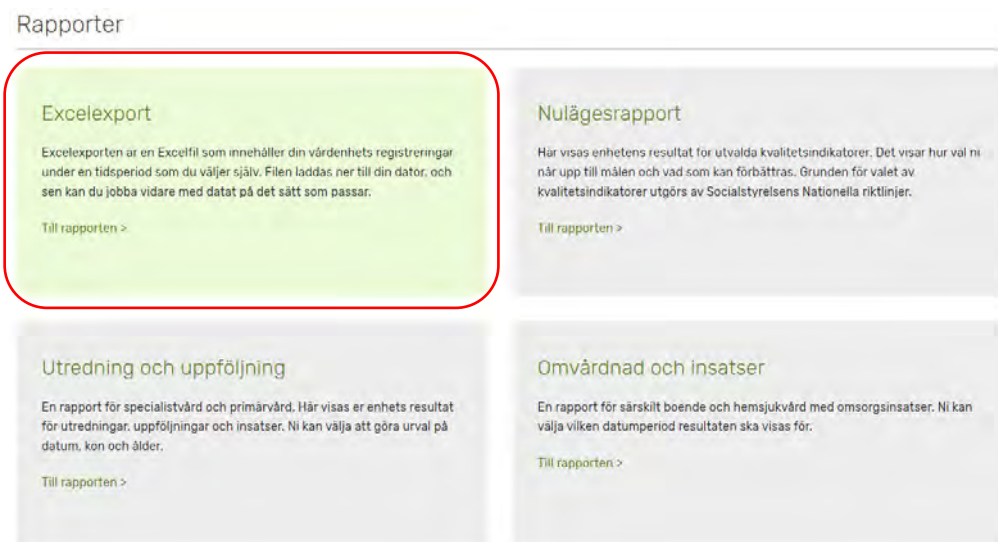 Rapporter
Excelexport
Excelexporten är en Excelfil som innehåller din vårdenhets registreringar
under en tidsperiod som du väljer själv. Filen laddas ner till din dator, och
sen kan du jobba vidare med datat på det sätt som passar.
Till rapporten >
Nulägesrapport
Här visas enhetens resultat för utvalda kvalitetsindikatorer. Det visar hur väl ni
når upp till målen och vad som kan förbättras. Grunden för valet av
kvalitetsindikatorer utgörs av Socialstyrelsens Nationella riktlinjer.
Till rapporten >
Utredning och uppföljning
En rapport för specialistvård och primärvård. Här visas er enhets resultat
för utredningar, uppföljningar och insatser. Ni kan välja att göra urval på
datum, kön och ålder.
Till rapporten >
Omvårdnad och insatser
En rapport för särskilt boende och hemsjukvård med omsorgsinsatser. Ni kan
välja vilken datumperiod resultaten ska visas för.
Till rapporten >